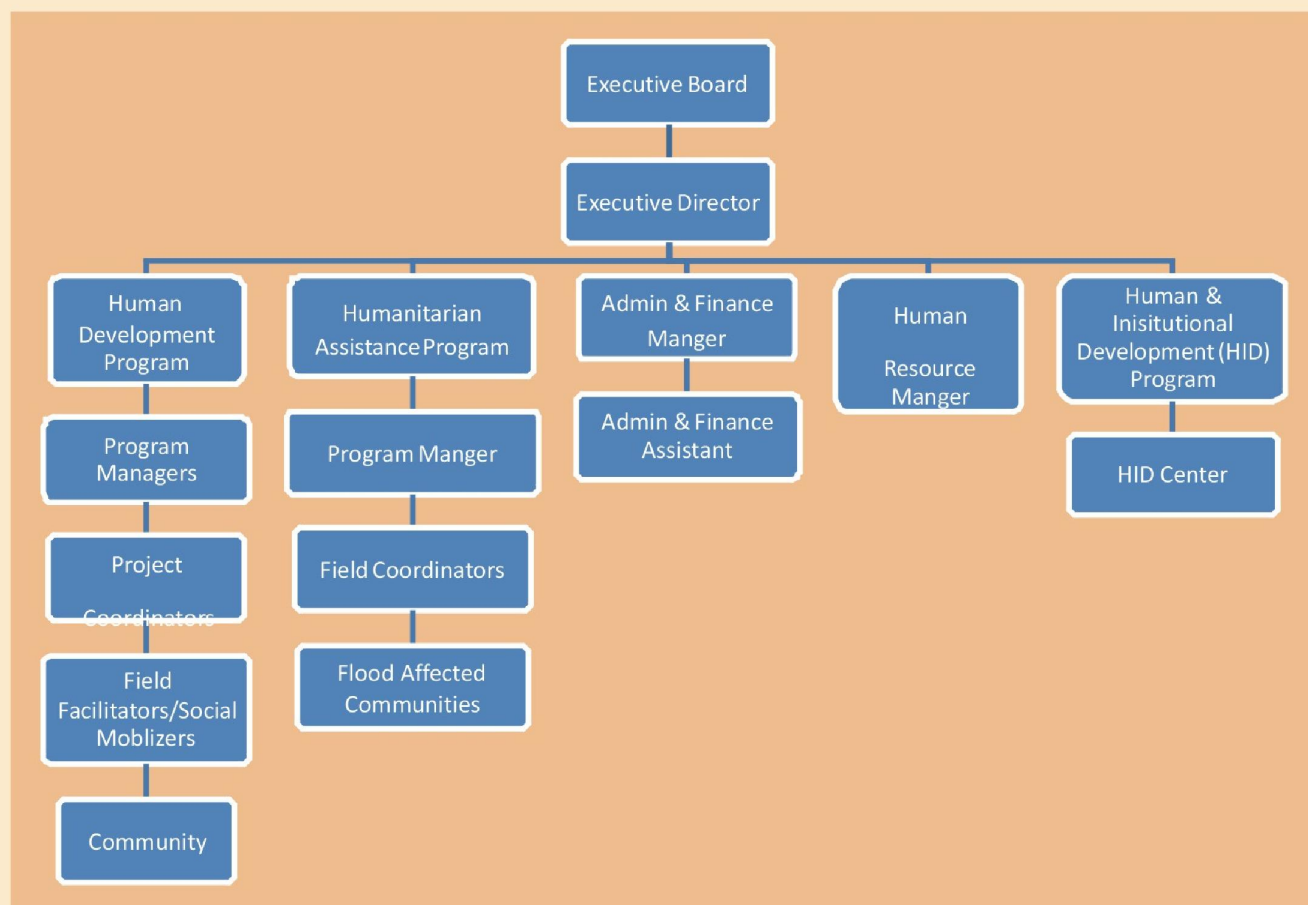 Executive Board
Executive Director
Human
Development
Program
Humanitarian
Assistance Program
Admin & Finance
Manger
Human
Resource
Manger
Human &
Inisitutional
Development (HID)
Program
Program
Managers
Program Manger
Admin & Finance
Assistant
HID Center
Project
Coordinators
Field Coordinators
Field
Facilitators/Social
Moblizers
Flood Affected
Communities
Community